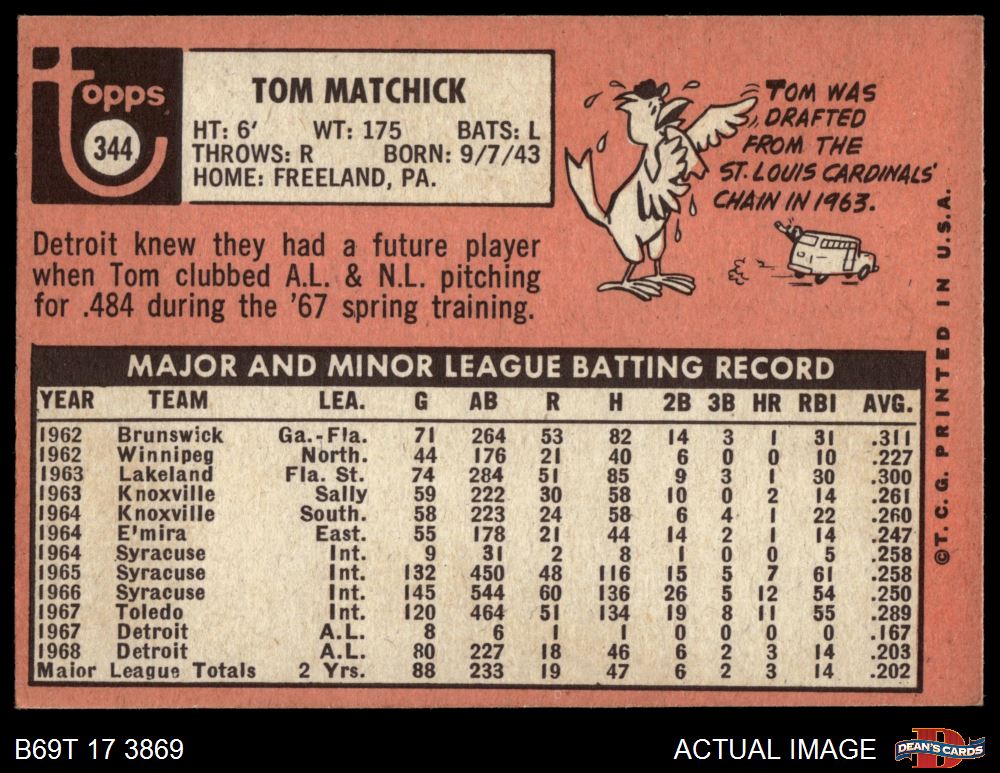 topps
344
TOM MATCHICK
HT: 6' WT: 175 BATS: L
THROWS: R BORN: 9/7/43
HOME: FREELAND, PA.
TOM WAS
DRAFTED
FROM THE
ST. LOUIS CARDINALS'
CHAIN IN 1963.
Detroit knew they had a future player
when Tom clubbed A.L. & N.L. pitching
for .484 during the '67 spring training.
MAJOR AND MINOR LEAGUE BATTING RECORD
YEAR TEAM LEA. G AB R H 2B 3B HR RBI AVG.
1962 Brunswick Ga.-Fla. 71 264 53 82 14 3 1 31 .311
1962 Winnipeg North. 44 176 21 40 6 0 0 10 .227
1963 Lakeland Fla. St. 74 284 51 85 9 3 1 30 .300
1963 Knoxville Sally 59 222 30 58 10 0 2 14 .261
1964 Knoxville South. 58 223 24 58 6 4 1 22 .260
1964 E'mira East. 55 178 21 44 14 2 1 14 .247
1964 Syracuse Int. 9 31 2 8 1 0 0 5 .258
1965 Syracuse Int. 132 450 48 116 15 5 7 61 .258
1966 Syracuse Int. 145 544 60 136 26 5 12 54 .250
1967 Toledo Int. 120 464 51 134 19 8 11 55 .289
1967 Detroit A.L. 8 6 1 1 0 0 0 0 .167
1968 Detroit A.L. 80 227 18 46 6 2 3 14 .203
Major League Totals 2 Yrs. 88 233 19 47 6 2 3 14 .202
©T. C. G. PRINTED IN U.S.A.
B69T 17 3869
ACTUAL IMAGE
D
DEAN'S CARDS